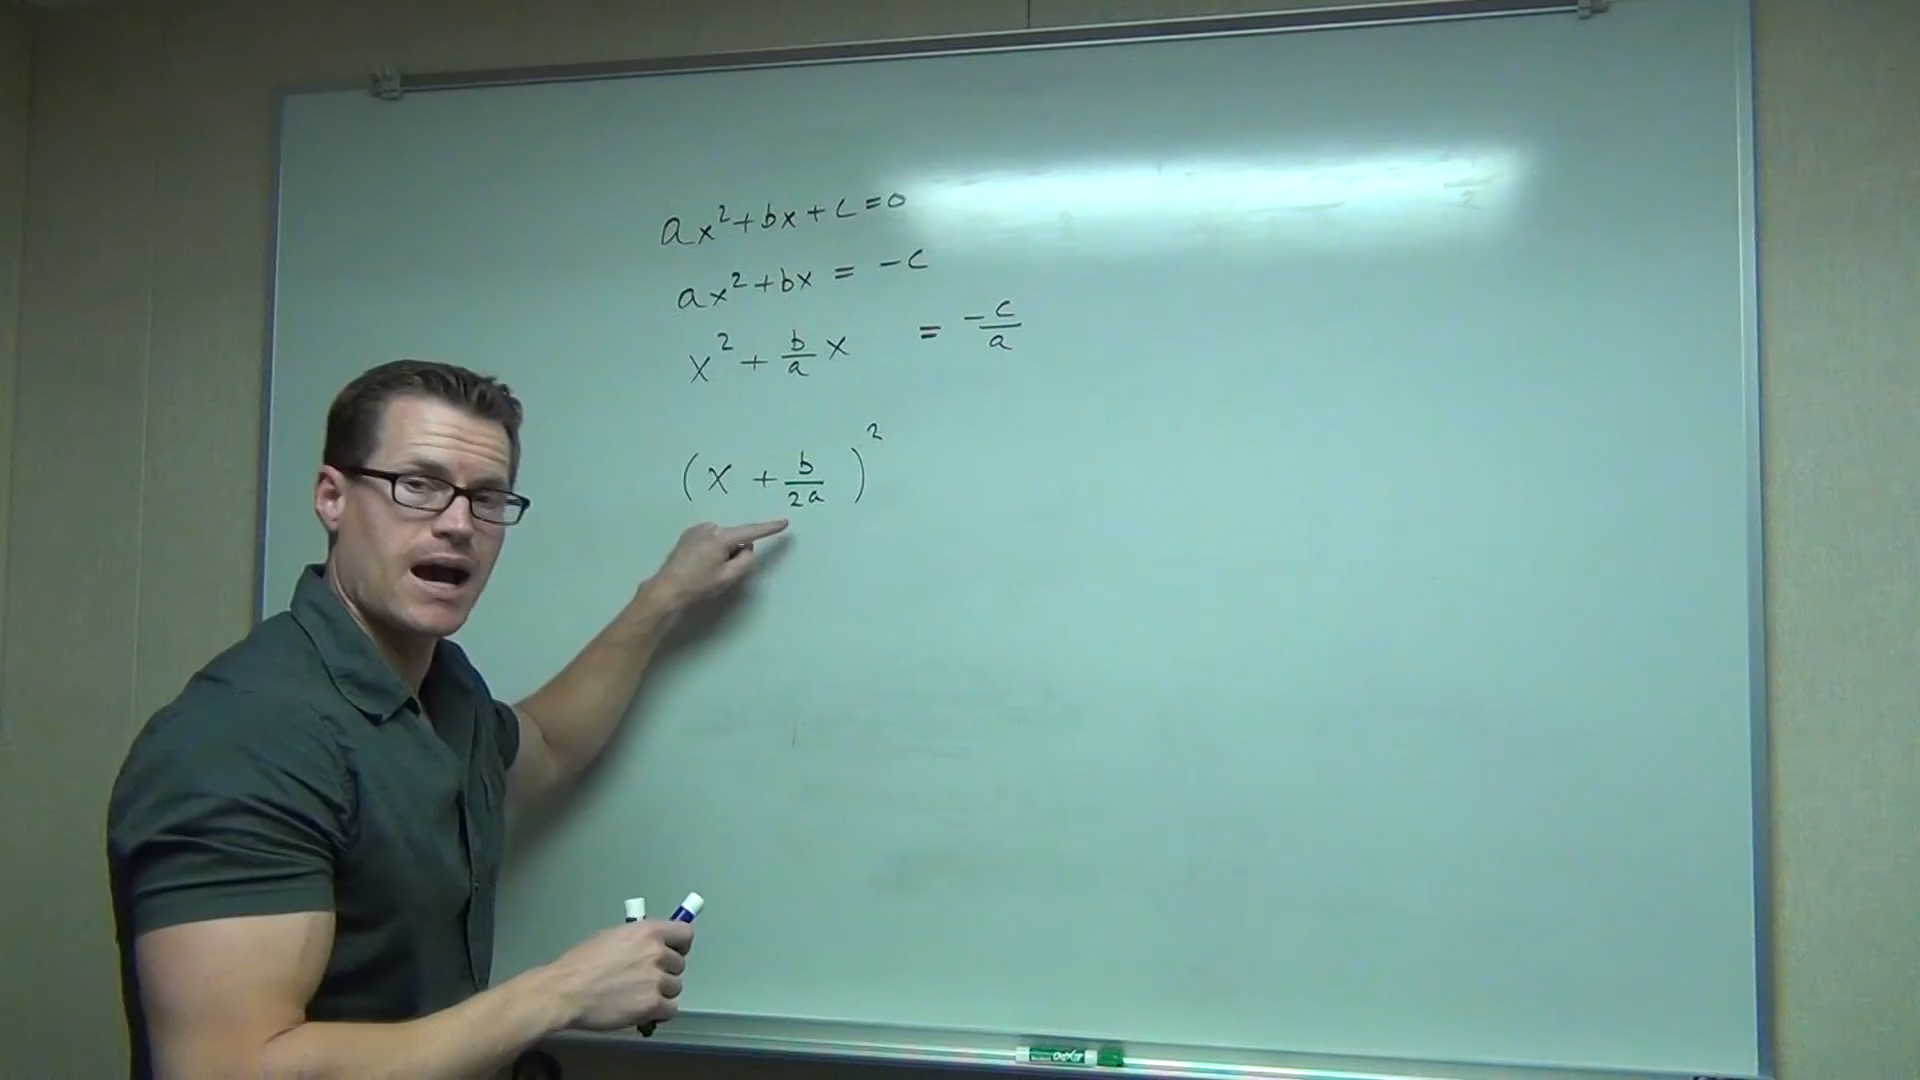 ax²+bx+c=0
ax²+bx = -c
x² + b/a x = -c/a
(x + b/2a)²